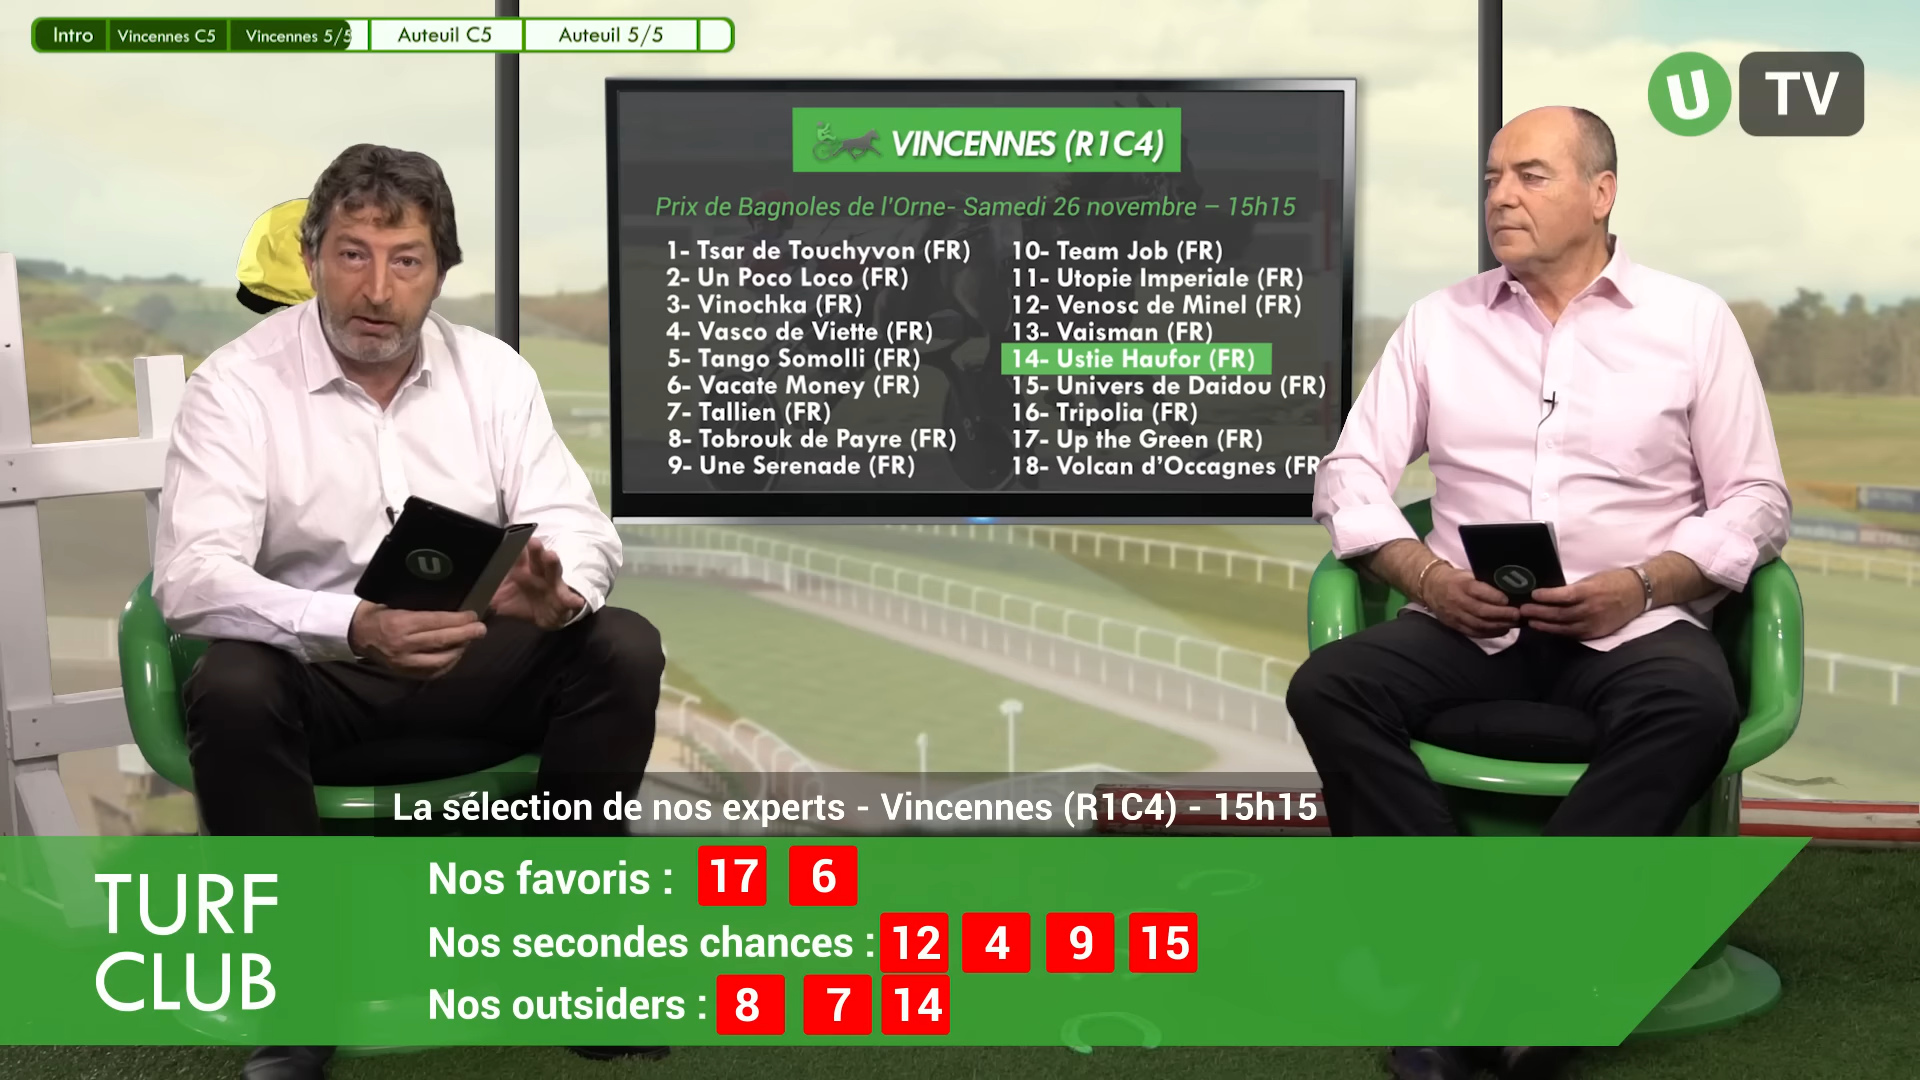 Intro
Vincennes C5
Vincennes 5/5
Auteuil C5
Auteuil 5/5
U TV
VINCENNES (R1C4)
Prix de Bagnoles de l'Orne- Samedi 26 novembre – 15h15
1- Tsar de Touchyvon (FR)
2- Un Poco Loco (FR)
3- Vinochka (FR)
4- Vasco de Viette (FR)
5- Tango Somolli (FR)
6- Vacate Money (FR)
7- Tallien (FR)
8- Tobrouk de Payre (FR)
9- Une Serenade (FR)
10- Team Job (FR)
11- Utopie Imperiale (FR)
12- Venosc de Minel (FR)
13- Vaisman (FR)
14- Ustie Haufor (FR)
15- Univers de Daidou (FR)
16- Tripolia (FR)
17- Up the Green (FR)
18- Volcan d'Occagnes (FR
U
U
La sélection de nos experts - Vincennes (R1C4) - 15h15
TURF
CLUB
Nos favoris : 17 6
Nos secondes chances : 12 4 9 15
Nos outsiders : 8 7 14